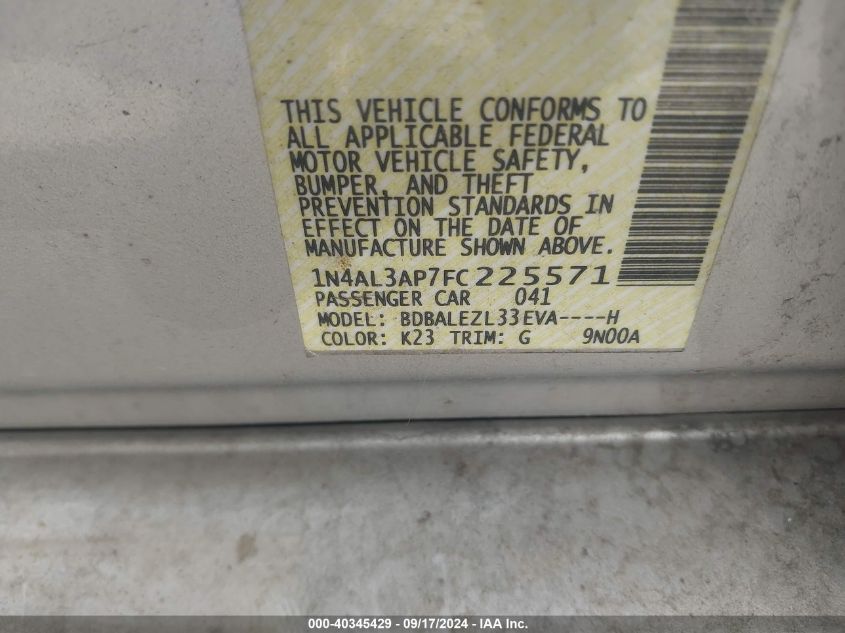 THIS VEHICLE CONFORMS TO
ALL APPLICABLE FEDERAL
MOTOR VEHICLE SAFETY,
BUMPER, AND THEFT
PREVENTION STANDARDS IN
EFFECT ON THE DATE OF
MANUFACTURE SHOWN ABOVE.
1N4AL3AP7FC225571
PASSENGER CAR 041
MODEL: BDBALEZL33EVA----H
COLOR: K23 TRIM: G 9N00A
000-40345429 - 09/17/2024 - IAA Inc.